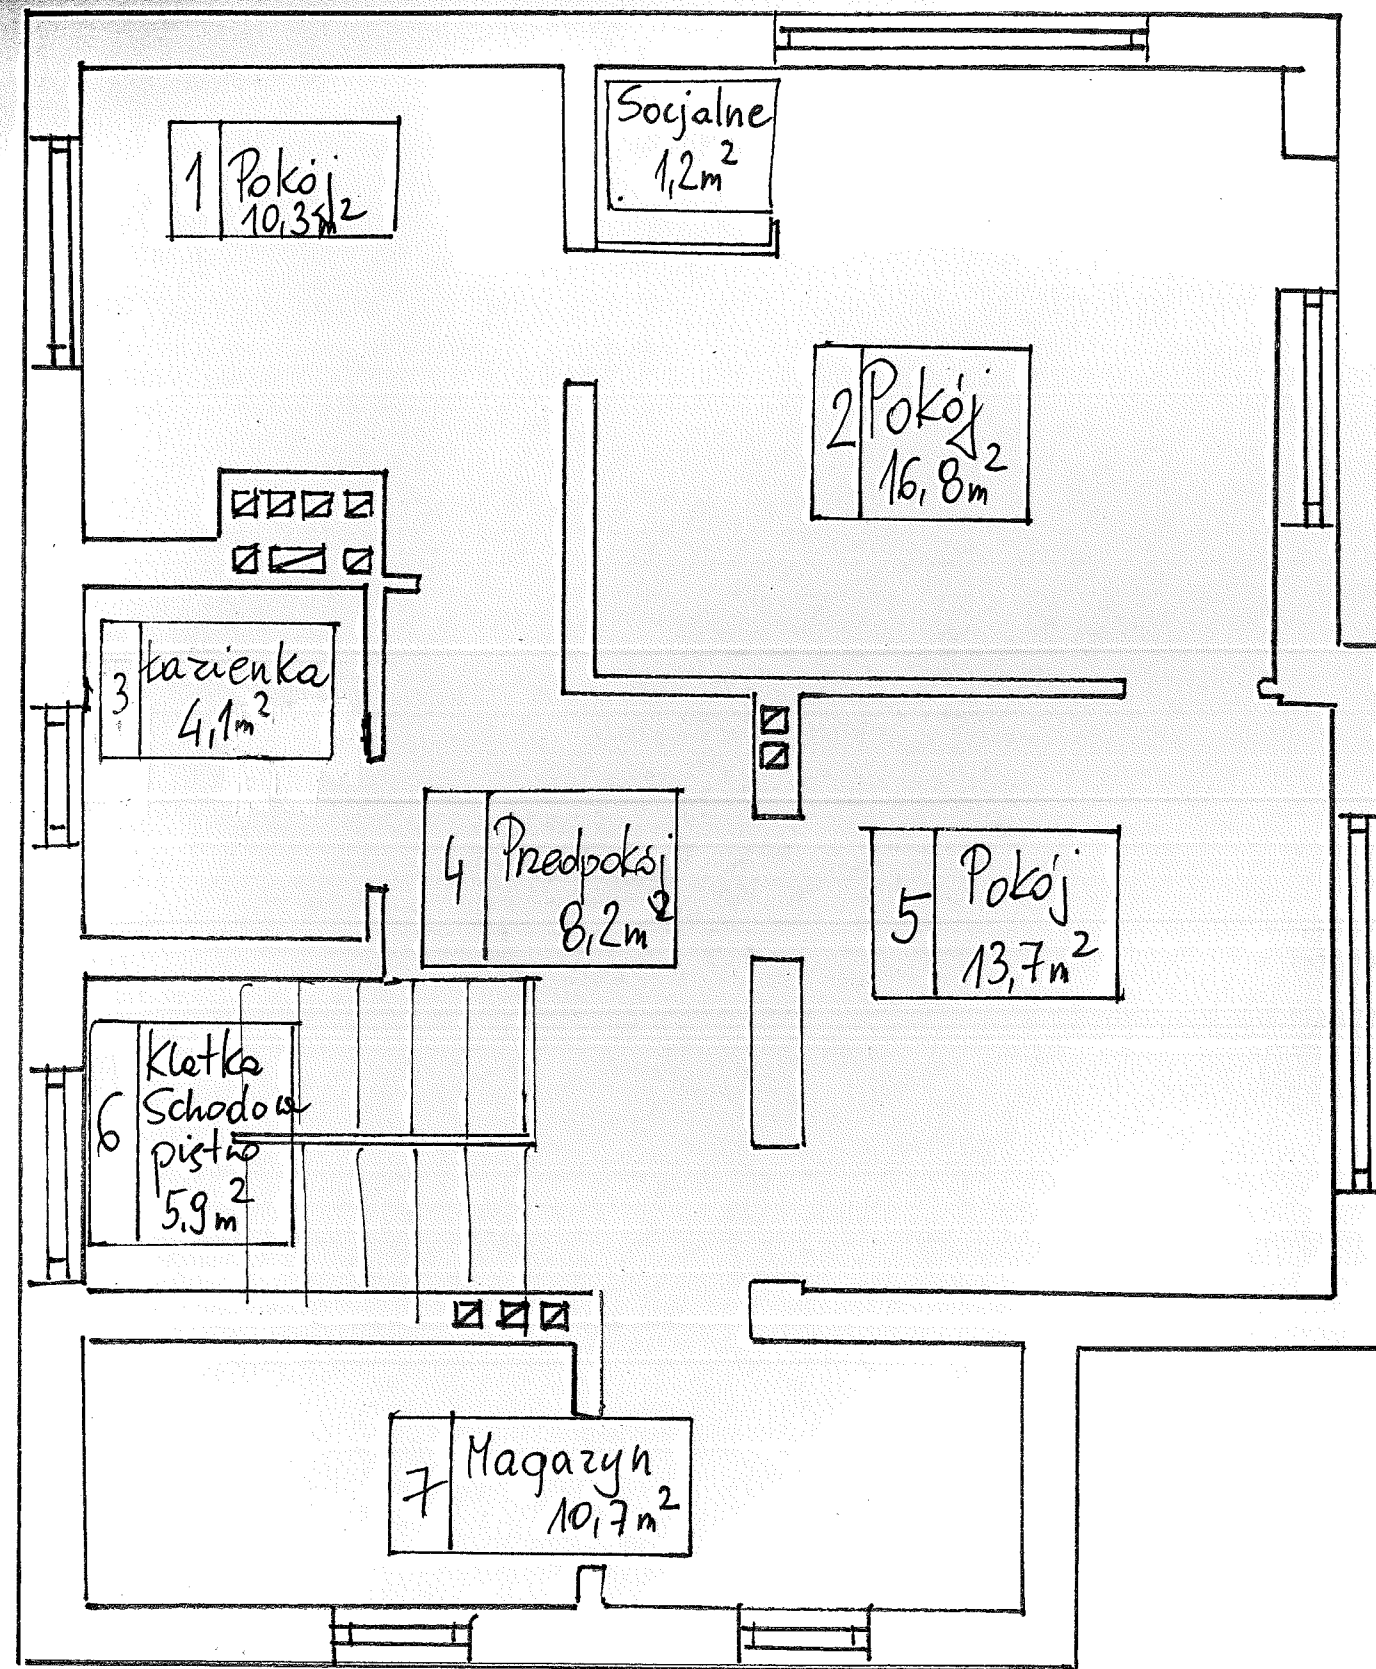 Socjalne
1,2m²
1 Pokój
10,3m²
2 Pokój
16,8m²
3 Łazienka
4,1m²
4 Przedpokój
8,2m²
5 Pokój
13,7m²
6 Klatka
Schodowa
piętro
5,9m²
7 Magazyn
10,7m²